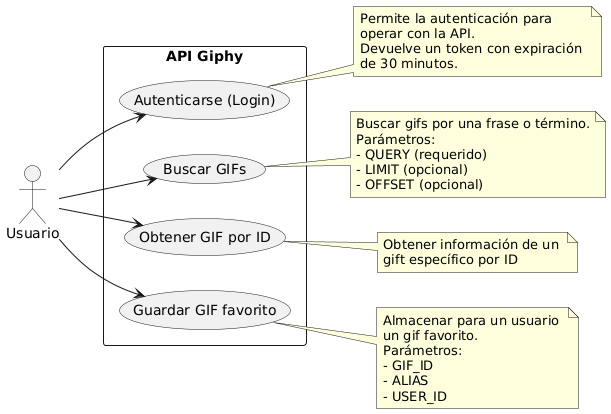 API Giphy
Autenticarse (Login)
Permite la autenticación para
operar con la API.
Devuelve un token con expiración
de 30 minutos.
Buscar GIFs
Buscar gifs por una frase o término.
Parámetros:
- QUERY (requerido)
- LIMIT (opcional)
- OFFSET (opcional)
Usuario
Obtener GIF por ID
Obtener información de un
gift específico por ID
Guardar GIF favorito
Almacenar para un usuario
un gif favorito.
Parámetros:
- GIF_ID
- ALIAS
- USER_ID